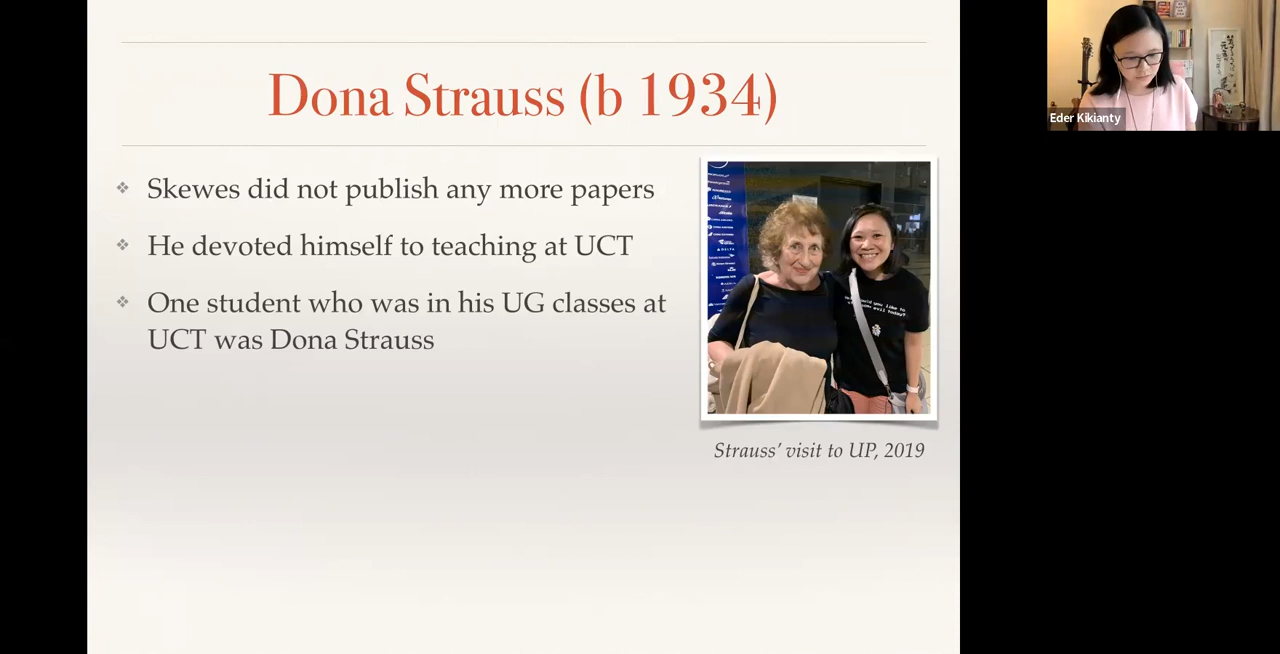 Dona Strauss (b 1934)
Skewes did not publish any more papers
He devoted himself to teaching at UCT
One student who was in his UG classes at
UCT was Dona Strauss
Strauss' visit to UP, 2019
Eder Kikianty